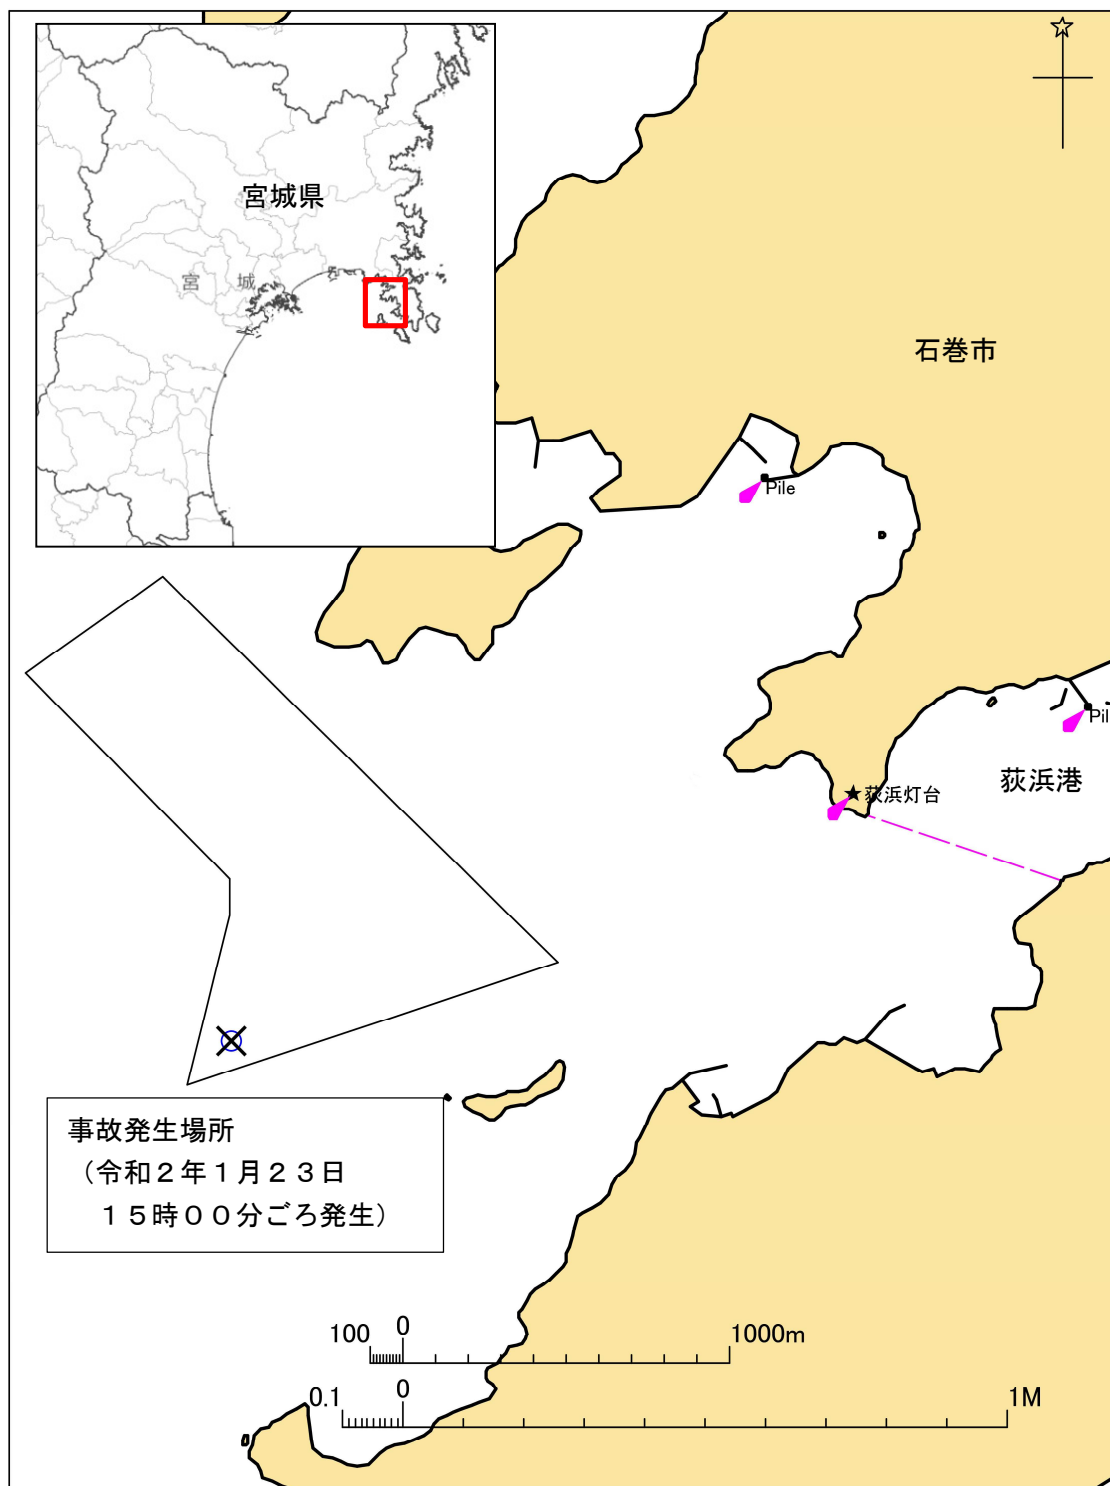 宮城県
宮 城
石巻市
Pile
Pil
荻浜港
荻浜灯台
事故発生場所
（令和２年１月２３日
１５時００分ごろ発生）
100 0 1000m
0.1 0 1M